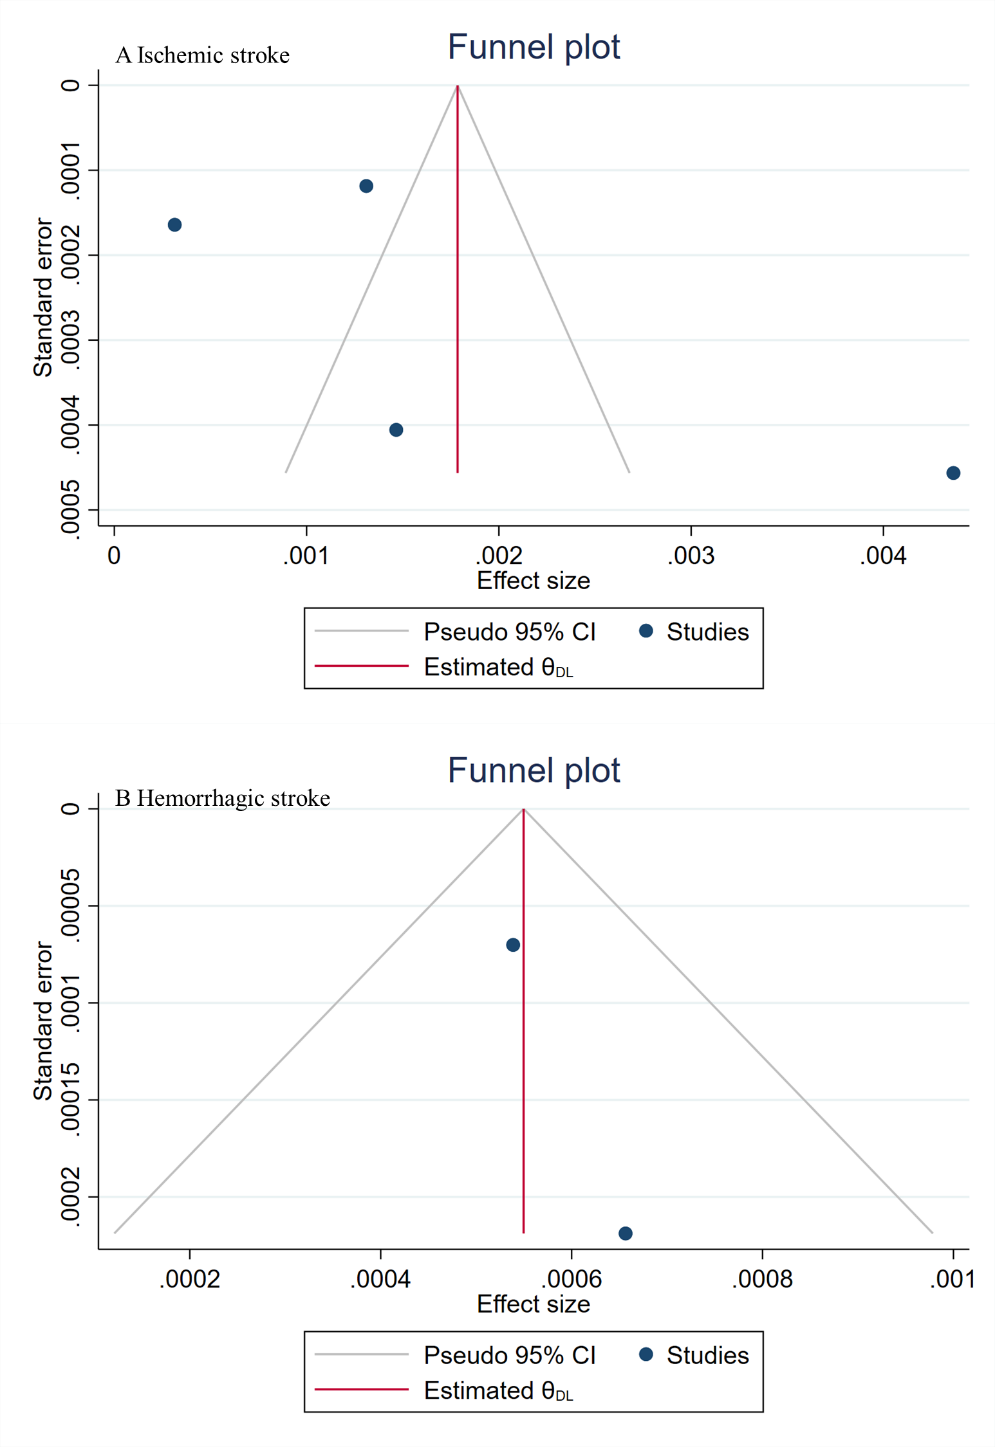 Funnel plot
A Ischemic stroke
Standard error
0
.0001
.0002
.0003
.0004
.0005
0 .001 .002 .003 .004
Effect size
Pseudo 95% CI Studies
Estimated θDL
Funnel plot
B Hemorrhagic stroke
Standard error
0
.00005
.0001
.00015
.0002
.0002 .0004 .0006 .0008 .001
Effect size
Pseudo 95% CI Studies
Estimated θDL